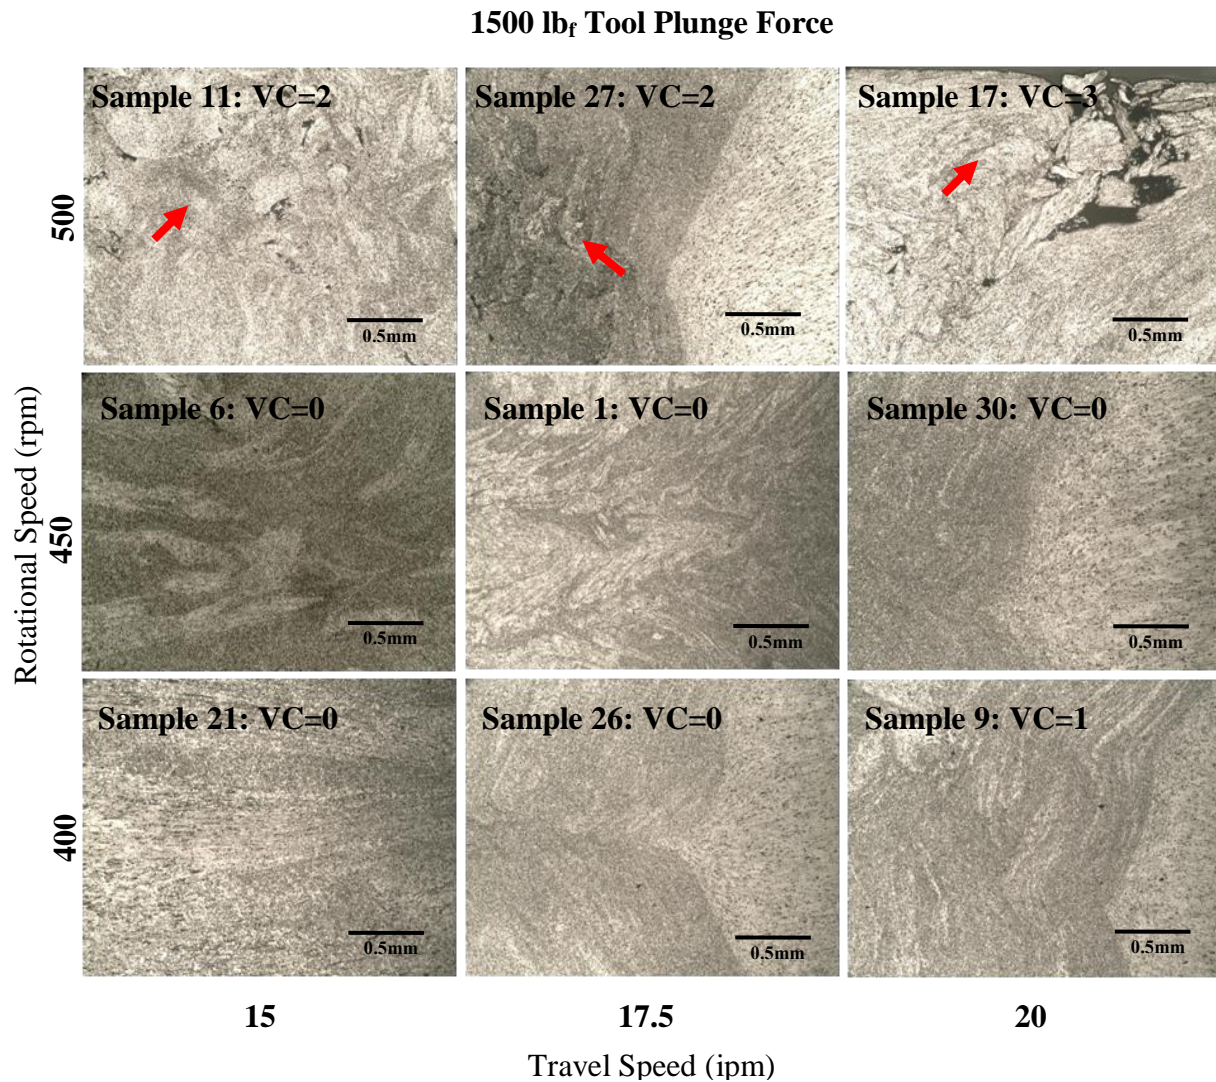 1500 lbf Tool Plunge Force
Sample 11: VC=2
Sample 27: VC=2
Sample 17: VC=3
500
0.5mm
0.5mm
0.5mm
Rotational Speed (rpm)
Sample 6: VC=0
Sample 1: VC=0
Sample 30: VC=0
450
0.5mm
0.5mm
0.5mm
Sample 21: VC=0
Sample 26: VC=0
Sample 9: VC=1
400
0.5mm
0.5mm
0.5mm
15
17.5
20
Travel Speed (ipm)